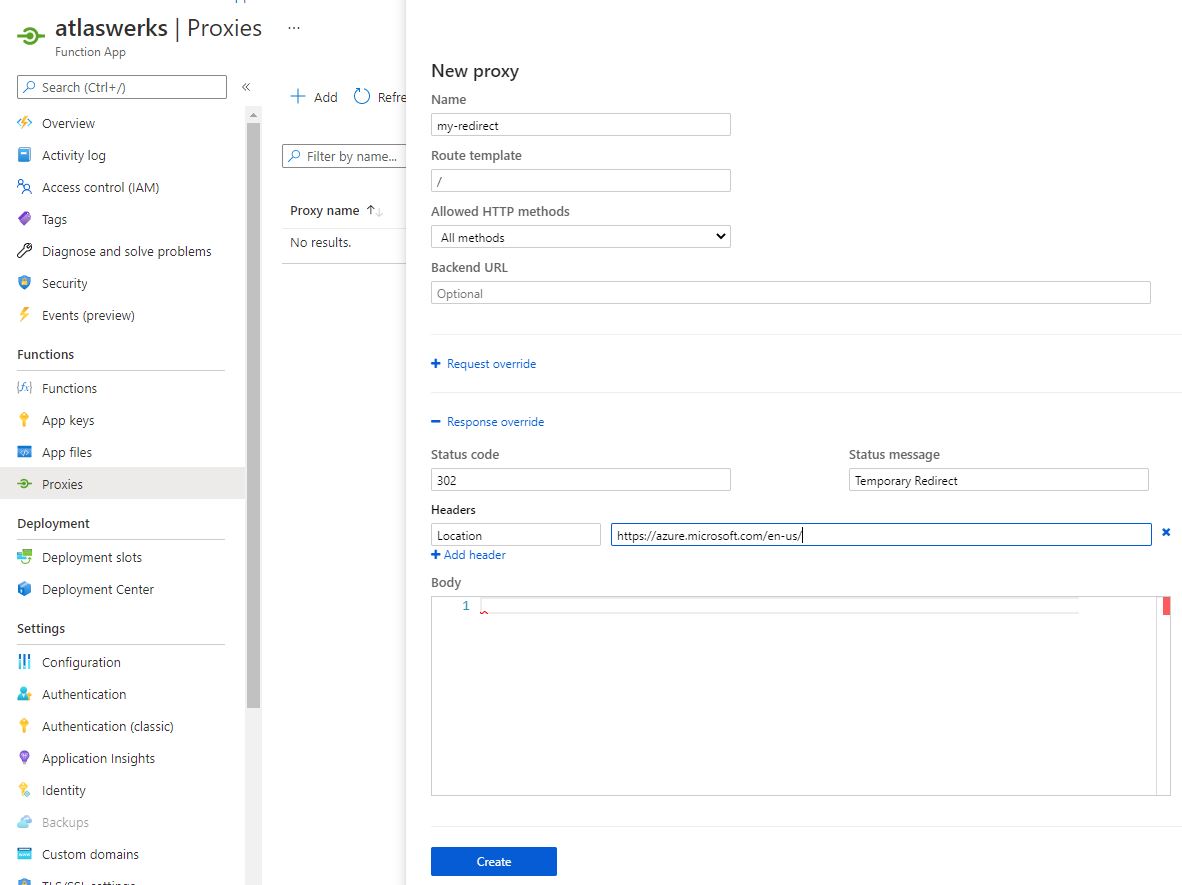 atlaswerks | Proxies ...
Function App
Search (Ctrl+/)
«
Overview
Activity log
Access control (IAM)
Tags
Diagnose and solve problems
Security
Events (preview)
Functions
Functions
App keys
App files
Proxies
Deployment
Deployment slots
Deployment Center
Settings
Configuration
Authentication
Authentication (classic)
Application Insights
Identity
Backups
Custom domains
Add
Refre
Filter by name...
Proxy name ↑↓
No results.
New proxy
Name
my-redirect
Route template
/
Allowed HTTP methods
All methods
Backend URL
Optional
+ Request override
− Response override
Status code
Status message
302
Temporary Redirect
Headers
Location
https://azure.microsoft.com/en-us/
+ Add header
Body
1
Create